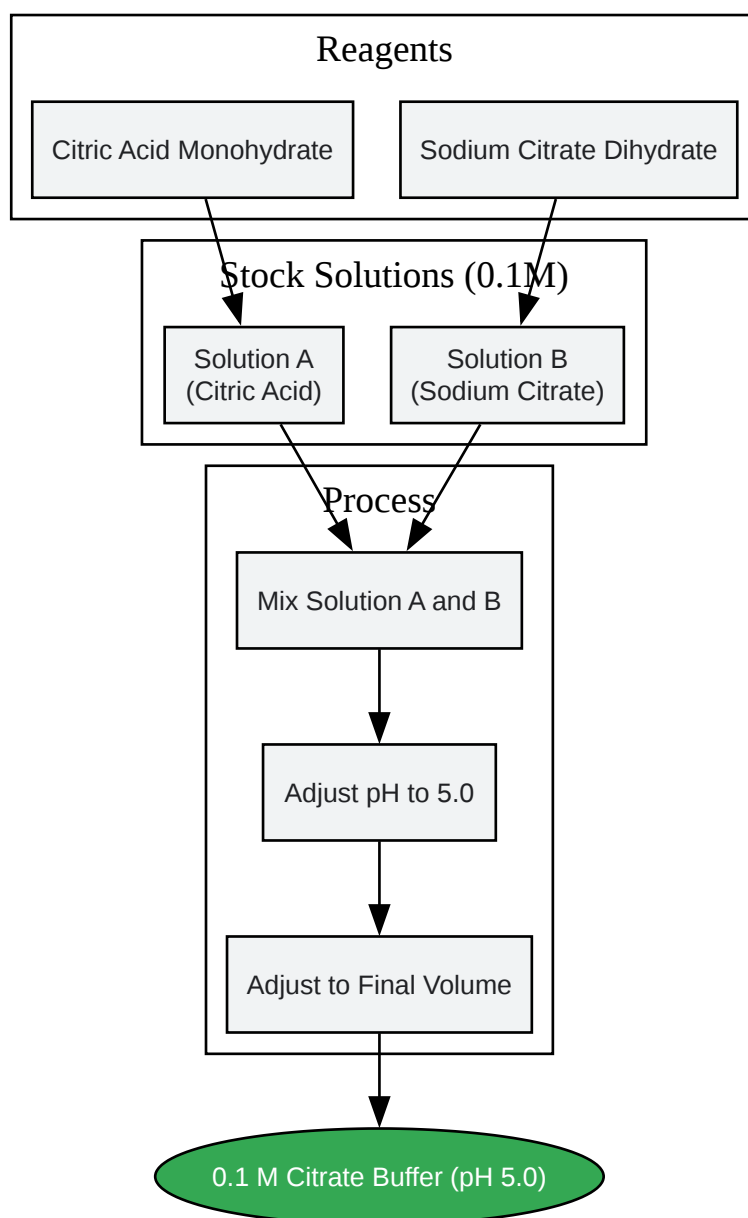 Reagents
Citric Acid Monohydrate
Sodium Citrate Dihydrate
Stock Solutions (0.1M)
Solution A
(Citric Acid)
Solution B
(Sodium Citrate)
Process
Mix Solution A and B
Adjust pH to 5.0
Adjust to Final Volume
0.1 M Citrate Buffer (pH 5.0)